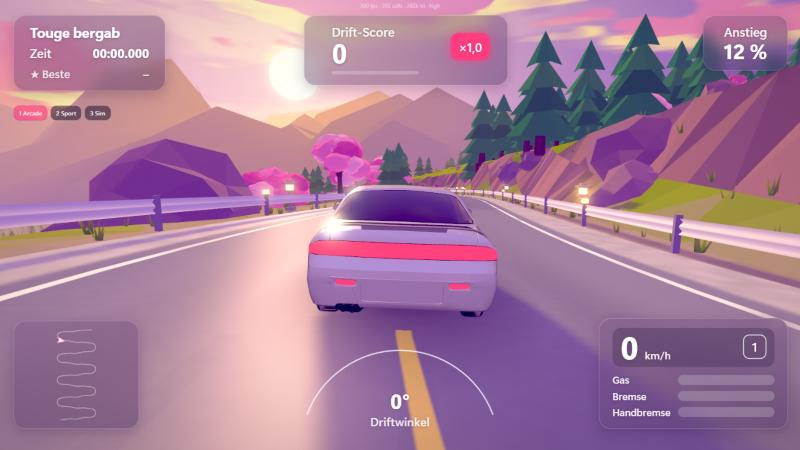 Touge bergab
Zeit 00:00.000
★ Beste –
1 Arcade 2 Sport 3 Sim
Drift-Score
0
×1,0
Anstieg
12 %
0°
Driftwinkel
0 km/h 1
Gas
Bremse
Handbremse